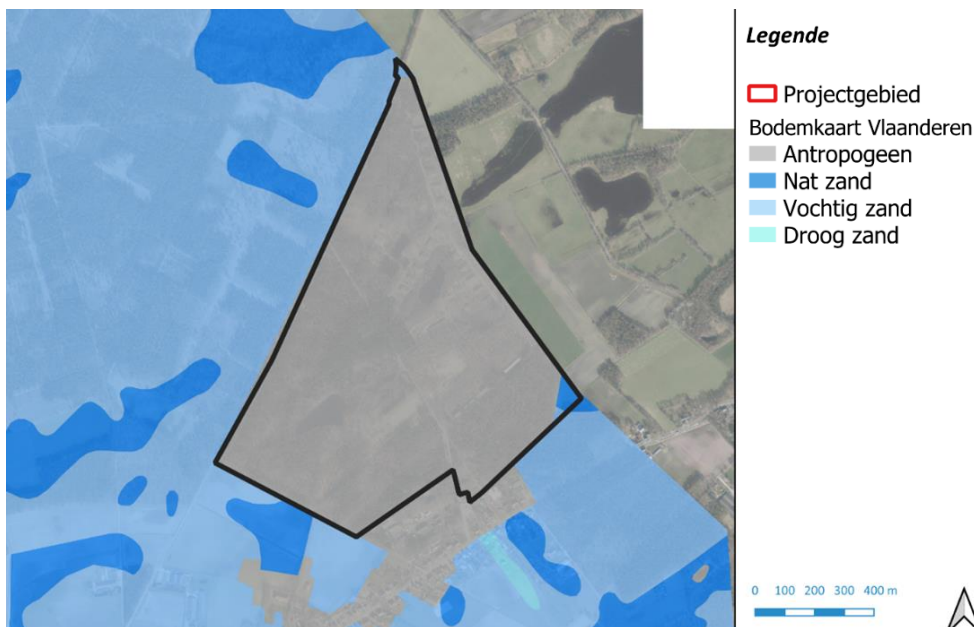 Legende
Projectgebied
Bodemkaart Vlaanderen
Antropogeen
Nat zand
Vochtig zand
Droog zand
0 100 200 300 400 m